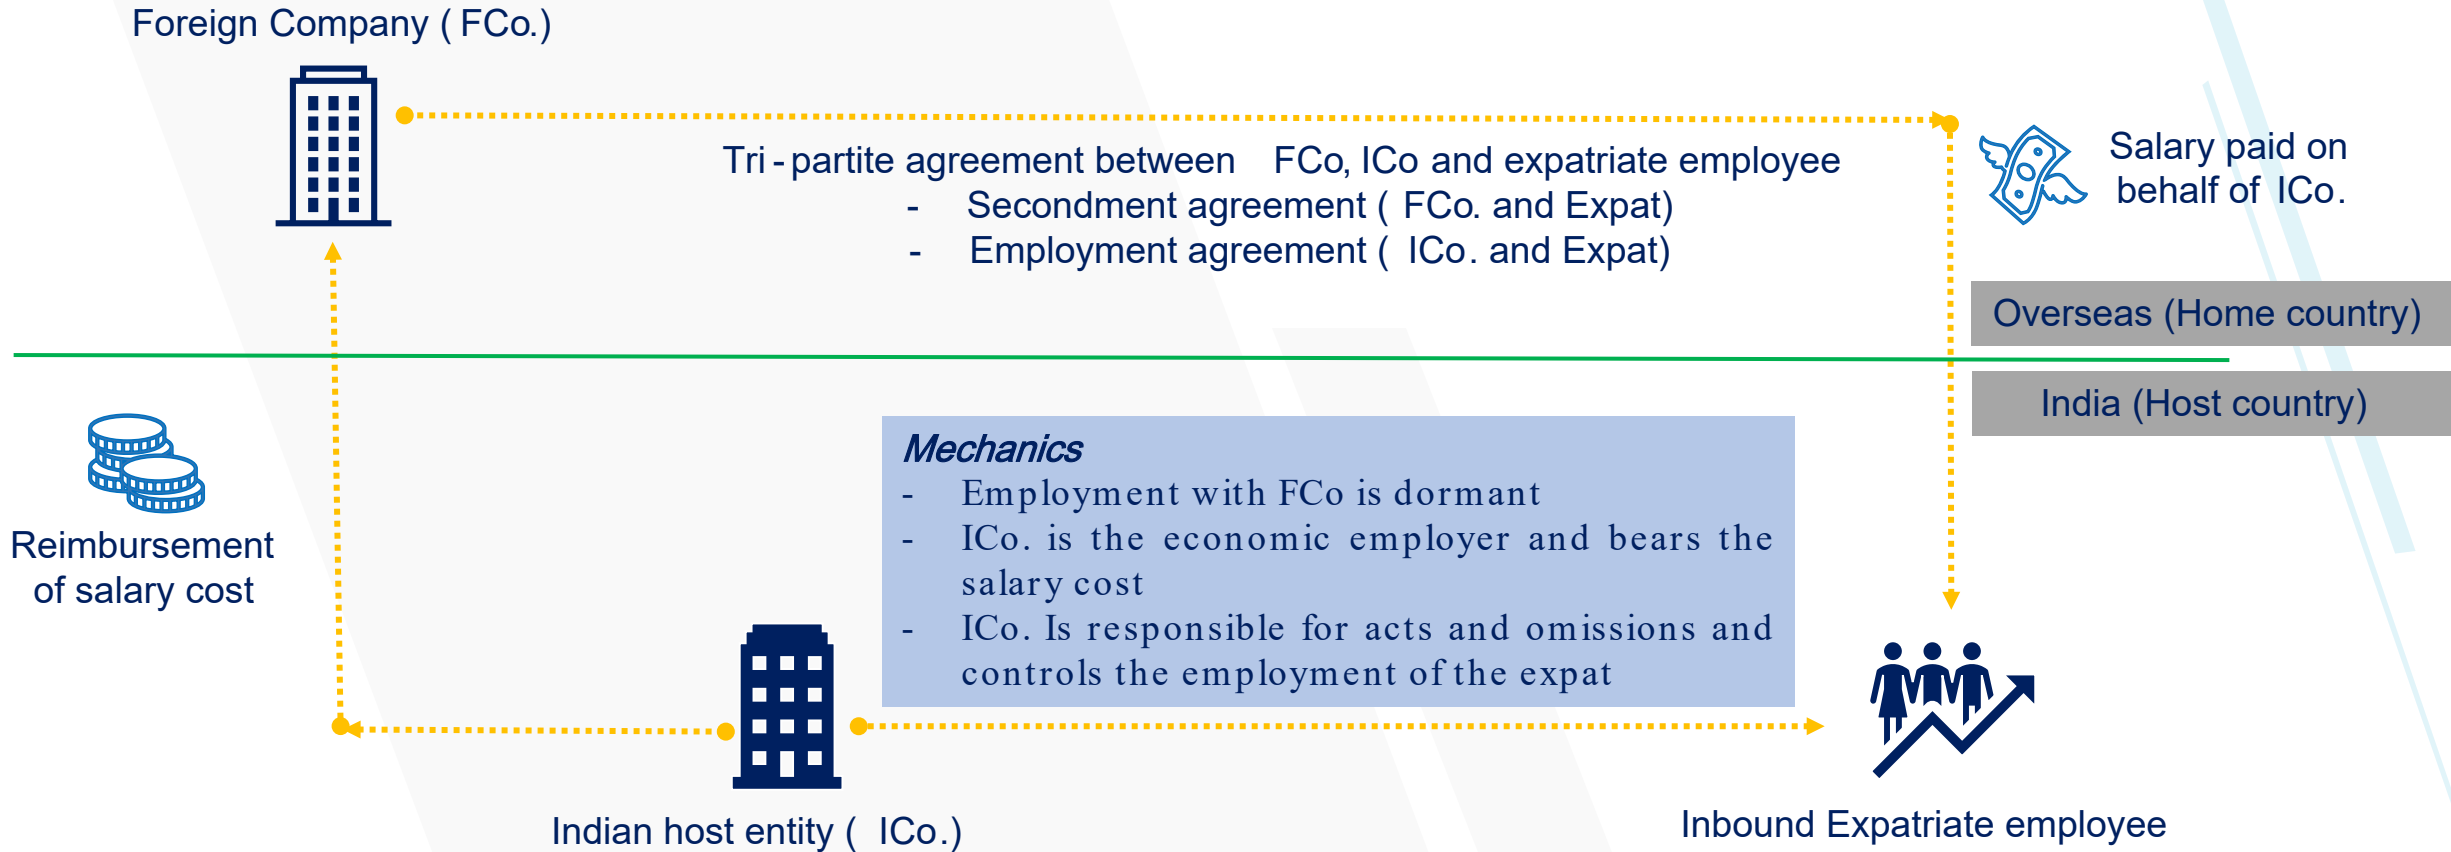 Foreign Company ( FCo.)
Tri - partite agreement between FCo, ICo and expatriate employee
- Secondment agreement ( FCo. and Expat)
- Employment agreement ( ICo. and Expat)
Salary paid on
behalf of ICo.
Overseas (Home country)
India (Host country)
Reimbursement
of salary cost
Mechanics
- Employment with FCo is dormant
- ICo. is the economic employer and bears the
salary cost
- ICo. Is responsible for acts and omissions and
controls the employment of the expat
Indian host entity ( ICo.)
Inbound Expatriate employee